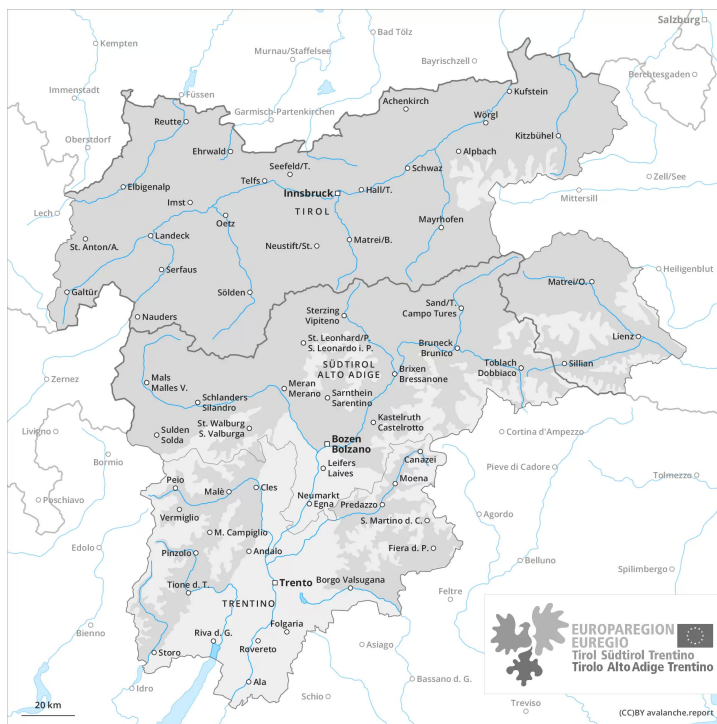 Salzburg
Kempten
Bad Tölz
Murnau/Staffelsee
Bayrischzell
Berchtesgaden
Immenstadt
Füssen
Garmisch-Partenkirchen
Achenkirch
Kufstein
Wörgl
Reutte
Oberstdorf
Kitzbühel
Ehrwald
Alpbach
Seefeld/T.
Schwaz
Telfs
Zell/See
Elbigenalp
Innsbruck
Hall/T.
Mittersill
Imst
TIROL
Lech
Oetz
Mayrhofen
Landeck
St. Anton/A.
Neustift/St.
Matrei/B.
Serfaus
Heiligenblut
Matrei/O.
Galtür
Sölden
Nauders
Sterzing
Vipiteno
Sand/T.
Campo Tures
St. Leonhard/P.
S. Leonardo i. P.
Lienz
Bruneck
Brunico
SÜDTIROL
ALTO ADIGE
Toblach
Dobbiaco
Sillian
Brixen
Bressanone
Zernez
Mals
Malles V.
Meran
Merano
Sarnthein
Sarentino
Schlanders
Silandro
Kastelruth
Castelrotto
St. Walburg
S. Valburga
Livigno
Sulden
Solda
Cortina d'Ampezzo
Bozen
Bolzano
Canazei
Bormio
Leifers
Laives
Pieve di Cadore
Tolmezzo
Peio
Malè
Cles
Moena
Poschiavo
Neumarkt
Egna
Predazzo
Vermiglio
Agordo
S. Martino d. C.
M. Campiglio
Edolo
Pinzolo
Andalo
Fiera d. P.
Belluno
Spilimbergo
Tione d. T.
Trento
Borgo Valsugana
Feltre
TRENTINO
Folgaria
Bienno
Riva d. G.
Rovereto
Asiago
Storo
Bassano d. G.
Idro
Ala
Schio
Treviso
EUROPAREGION
EUREGIO
Tirol Südtirol Trentino
Tirolo Alto Adige Trentino
20 km
(CC)BY avalanche.report